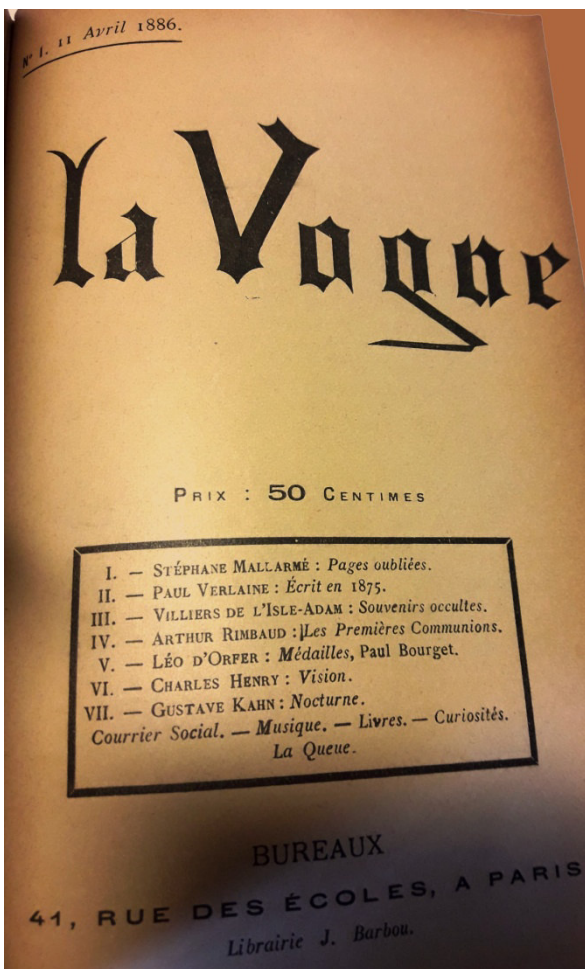 Nº 1. 11 Avril 1886.
la Vogue
PRIX : 50 CENTIMES
I. — STÉPHANE MALLARMÉ : Pages oubliées.
II. — PAUL VERLAINE : Écrit en 1875.
III. — VILLIERS DE L'ISLE-ADAM : Souvenirs occultes.
IV. — ARTHUR RIMBAUD : Les Premières Communions.
V. — LÉO D'ORFER : Médailles, Paul Bourget.
VI. — CHARLES HENRY : Vision.
VII. — GUSTAVE KAHN : Nocturne.
Courrier Social. — Musique. — Livres. — Curiosités.
La Queue.
BUREAUX
41, RUE DES ÉCOLES, A PARIS
Librairie J. Barbou.